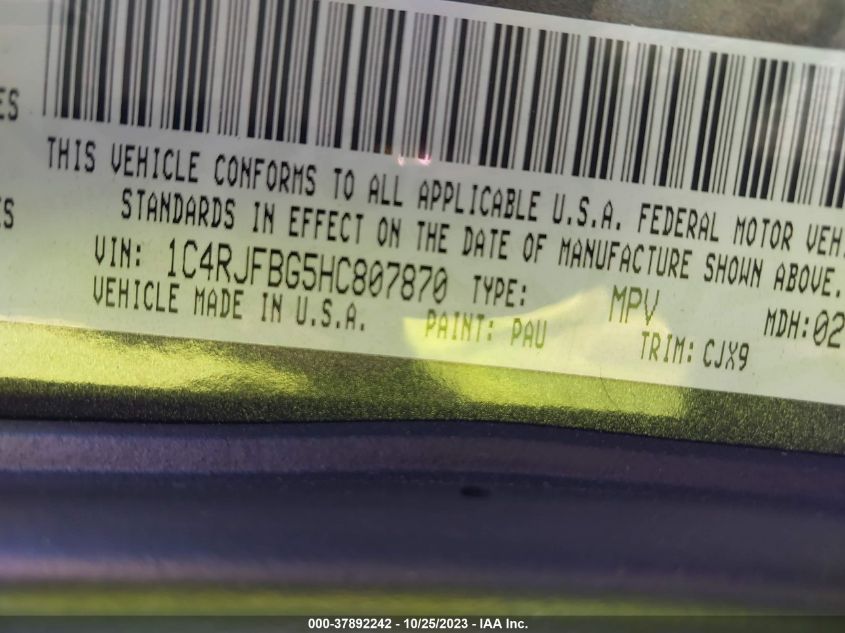 ES
THIS VEHICLE CONFORMS TO ALL APPLICABLE U.S.A. FEDERAL MOTOR VEH
S
STANDARDS IN EFFECT ON THE DATE OF MANUFACTURE SHOWN ABOVE.
VIN: 1C4RJFBG5HC807870 TYPE: MPV MDH:02
VEHICLE MADE IN U.S.A. PAINT: PAU TRIM: CJX9
000-37892242 - 10/25/2023 - IAA Inc.